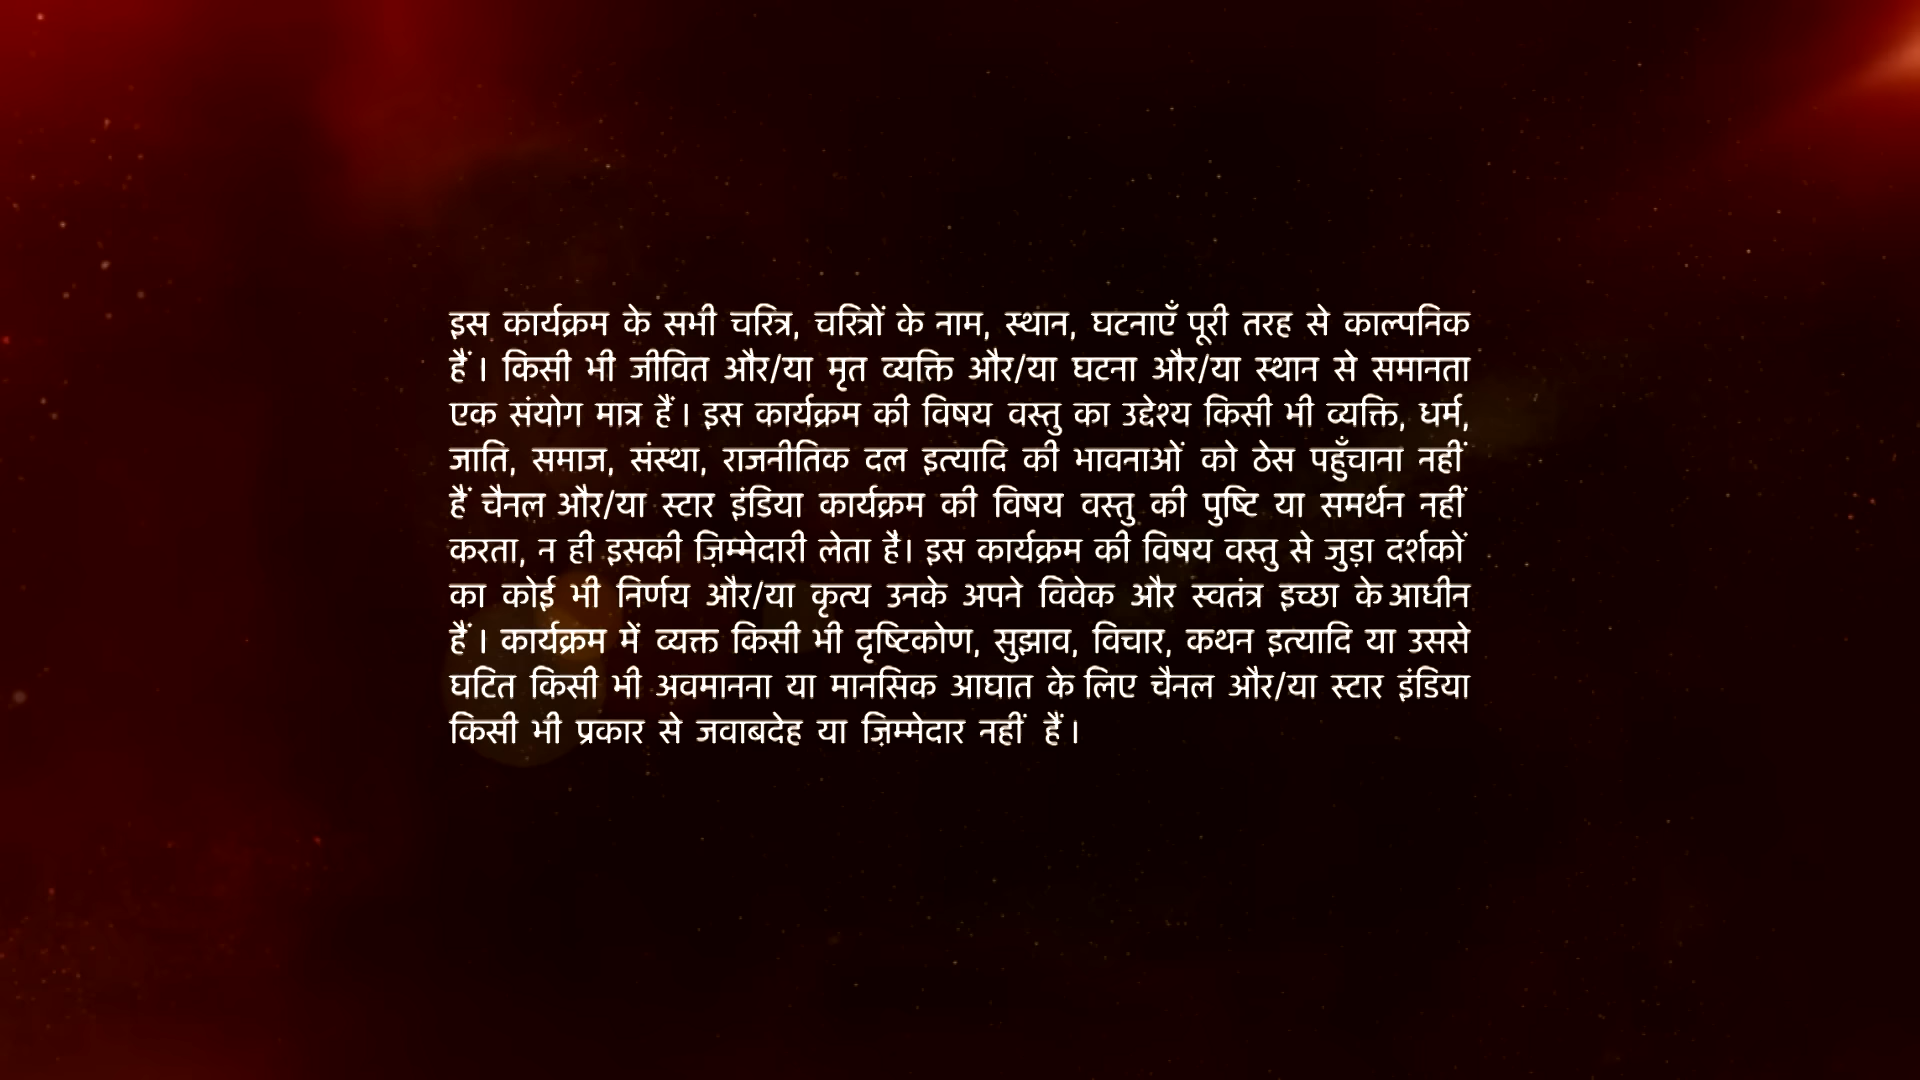 इस कार्यक्रम के सभी चरित्र, चरित्रों के नाम, स्थान, घटनाएँ पूरी तरह से काल्पनिक
हैं । किसी भी जीवित और/या मृत व्यक्ति और/या घटना और/या स्थान से समानता
एक संयोग मात्र हैं । इस कार्यक्रम की विषय वस्तु का उद्देश्य किसी भी व्यक्ति, धर्म,
जाति, समाज, संस्था, राजनीतिक दल इत्यादि की भावनाओं को ठेस पहुँचाना नहीं
हैं चैनल और/या स्टार इंडिया कार्यक्रम की विषय वस्तु की पुष्टि या समर्थन नहीं
करता, न ही इसकी ज़िम्मेदारी लेता है। इस कार्यक्रम की विषय वस्तु से जुड़ा दर्शकों
का कोई भी निर्णय और/या कृत्य उनके अपने विवेक और स्वतंत्र इच्छा के आधीन
हैं । कार्यक्रम में व्यक्त किसी भी दृष्टिकोण, सुझाव, विचार, कथन इत्यादि या उससे
घटित किसी भी अवमानना या मानसिक आघात के लिए चैनल और/या स्टार इंडिया
किसी भी प्रकार से जवाबदेह या ज़िम्मेदार नहीं हैं ।